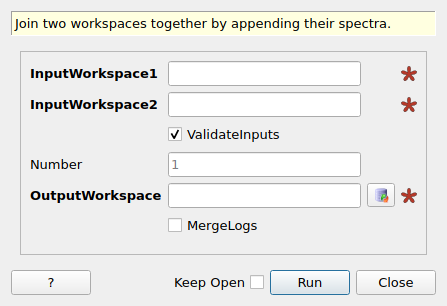 Join two workspaces together by appending their spectra.
InputWorkspace1
InputWorkspace2
ValidateInputs
Number 1
OutputWorkspace
MergeLogs
? Keep Open Run Close